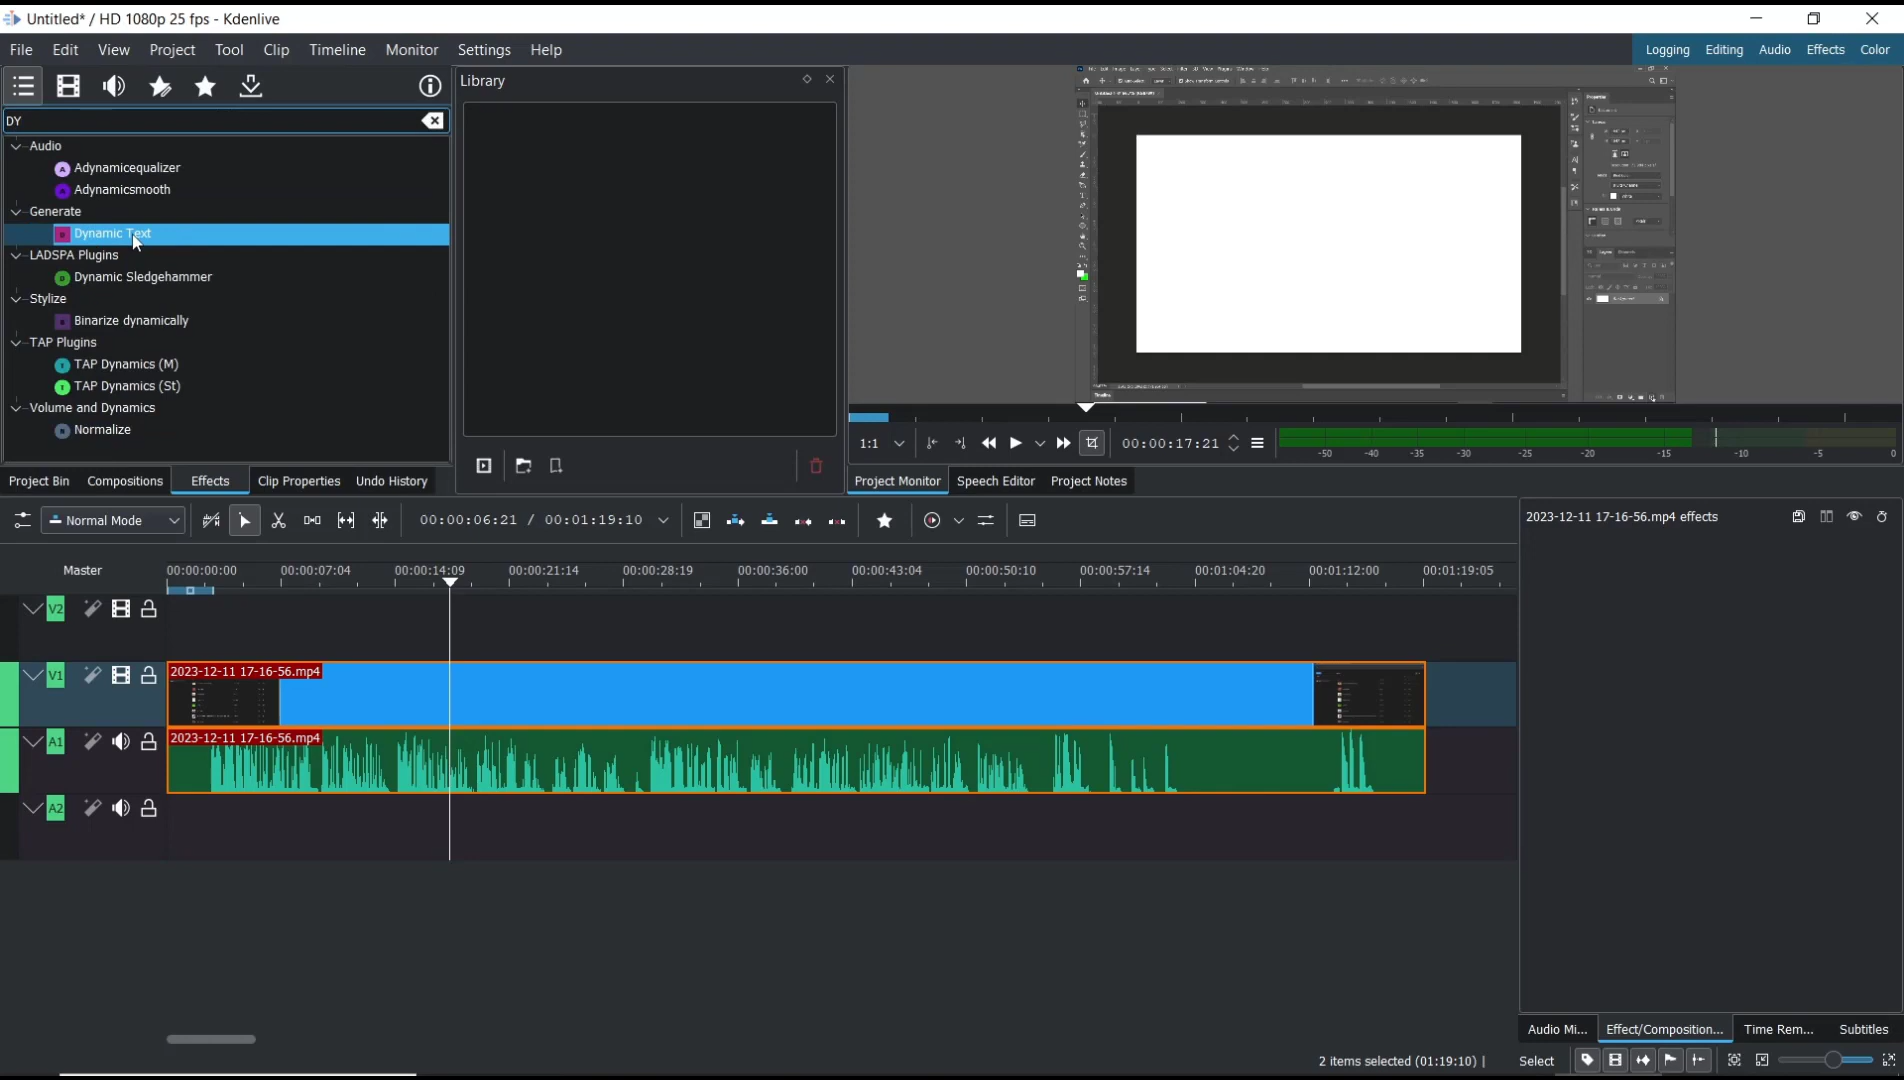 Untitled* / HD 1080p 25 fps - Kdenlive
File Edit View Project Tool Clip Timeline Monitor Settings Help
Logging Editing Audio Effects Color
Library
DY
Audio
Adynamicequalizer
Adynamicsmooth
Generate
Dynamic Text
LADSPA Plugins
Dynamic Sledgehammer
Stylize
Binarize dynamically
TAP Plugins
TAP Dynamics (M)
TAP Dynamics (St)
Volume and Dynamics
Normalize
1:1 00:00:17:21
-50 -40 -35 -30 -25 -20 -15 -10 -5 0
Project Bin Compositions Effects Clip Properties Undo History
Project Monitor Speech Editor Project Notes
Normal Mode 00:00:06:21 / 00:01:19:10
2023-12-11 17-16-56.mp4 effects
Master 00:00:00:00 00:00:07:04 00:00:14:09 00:00:21:14 00:00:28:19 00:00:36:00 00:00:43:04 00:00:50:10 00:00:57:14 00:01:04:20 00:01:12:00 00:01:19:05
V2
V1 2023-12-11 17-16-56.mp4
A1 2023-12-11 17-16-56.mp4
A2
Audio Mi... Effect/Composition... Time Rem... Subtitles
2 items selected (01:19:10) | Select